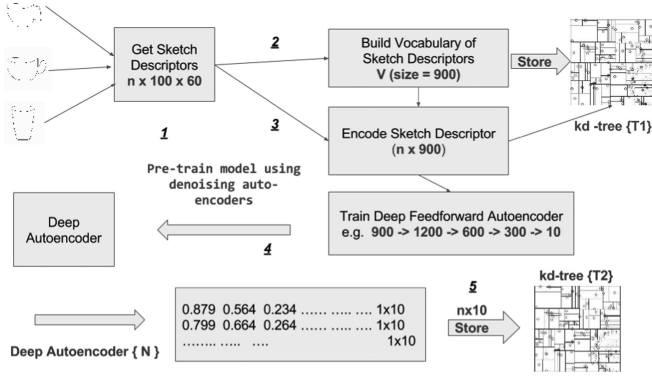 Get Sketch
Descriptors
n x 100 x 60
1
2
3
Build Vocabulary of
Sketch Descriptors
V (size = 900)
Store
kd -tree {T1}
Encode Sketch Descriptor
(n x 900)
Pre-train model using
denoising auto-
encoders
4
Train Deep Feedforward Autoencoder
e.g. 900 -> 1200 -> 600 -> 300 -> 10
Deep
Autoencoder
Deep Autoencoder { N }
0.879 0.564 0.234 ...... ..... .... 1x10
0.799 0.664 0.264 ...... ..... .... 1x10
........ ..... .... 1x10
5
nx10
Store
kd-tree {T2}